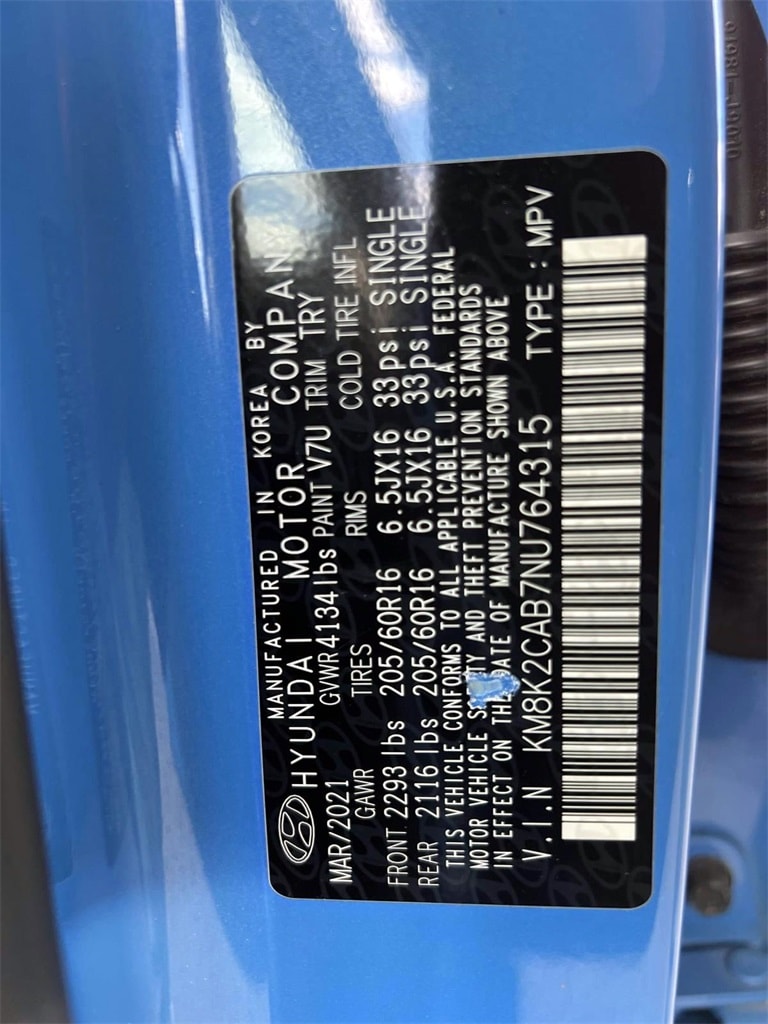 MANUFACTURED IN KOREA BY
HYUNDAI MOTOR COMPAN
MAR/2021 GVWR 4134 lbs PAINT V7U TRIM TRY
GAWR TIRES RIMS COLD TIRE INFL
FRONT 2293 lbs 205/60R16 6.5JX16 33psi SINGLE
REAR 2116 lbs 205/60R16 6.5JX16 33psi SINGLE
THIS VEHICLE CONFORMS TO ALL APPLICABLE U.S.A. FEDERAL
MOTOR VEHICLE AND THEFT PREVENTION STANDARDS
IN EFFECT ON THE DATE OF MANUFACTURE SHOWN ABOVE
V.I.N KM8K2CAB7NU764315 TYPE : MPV